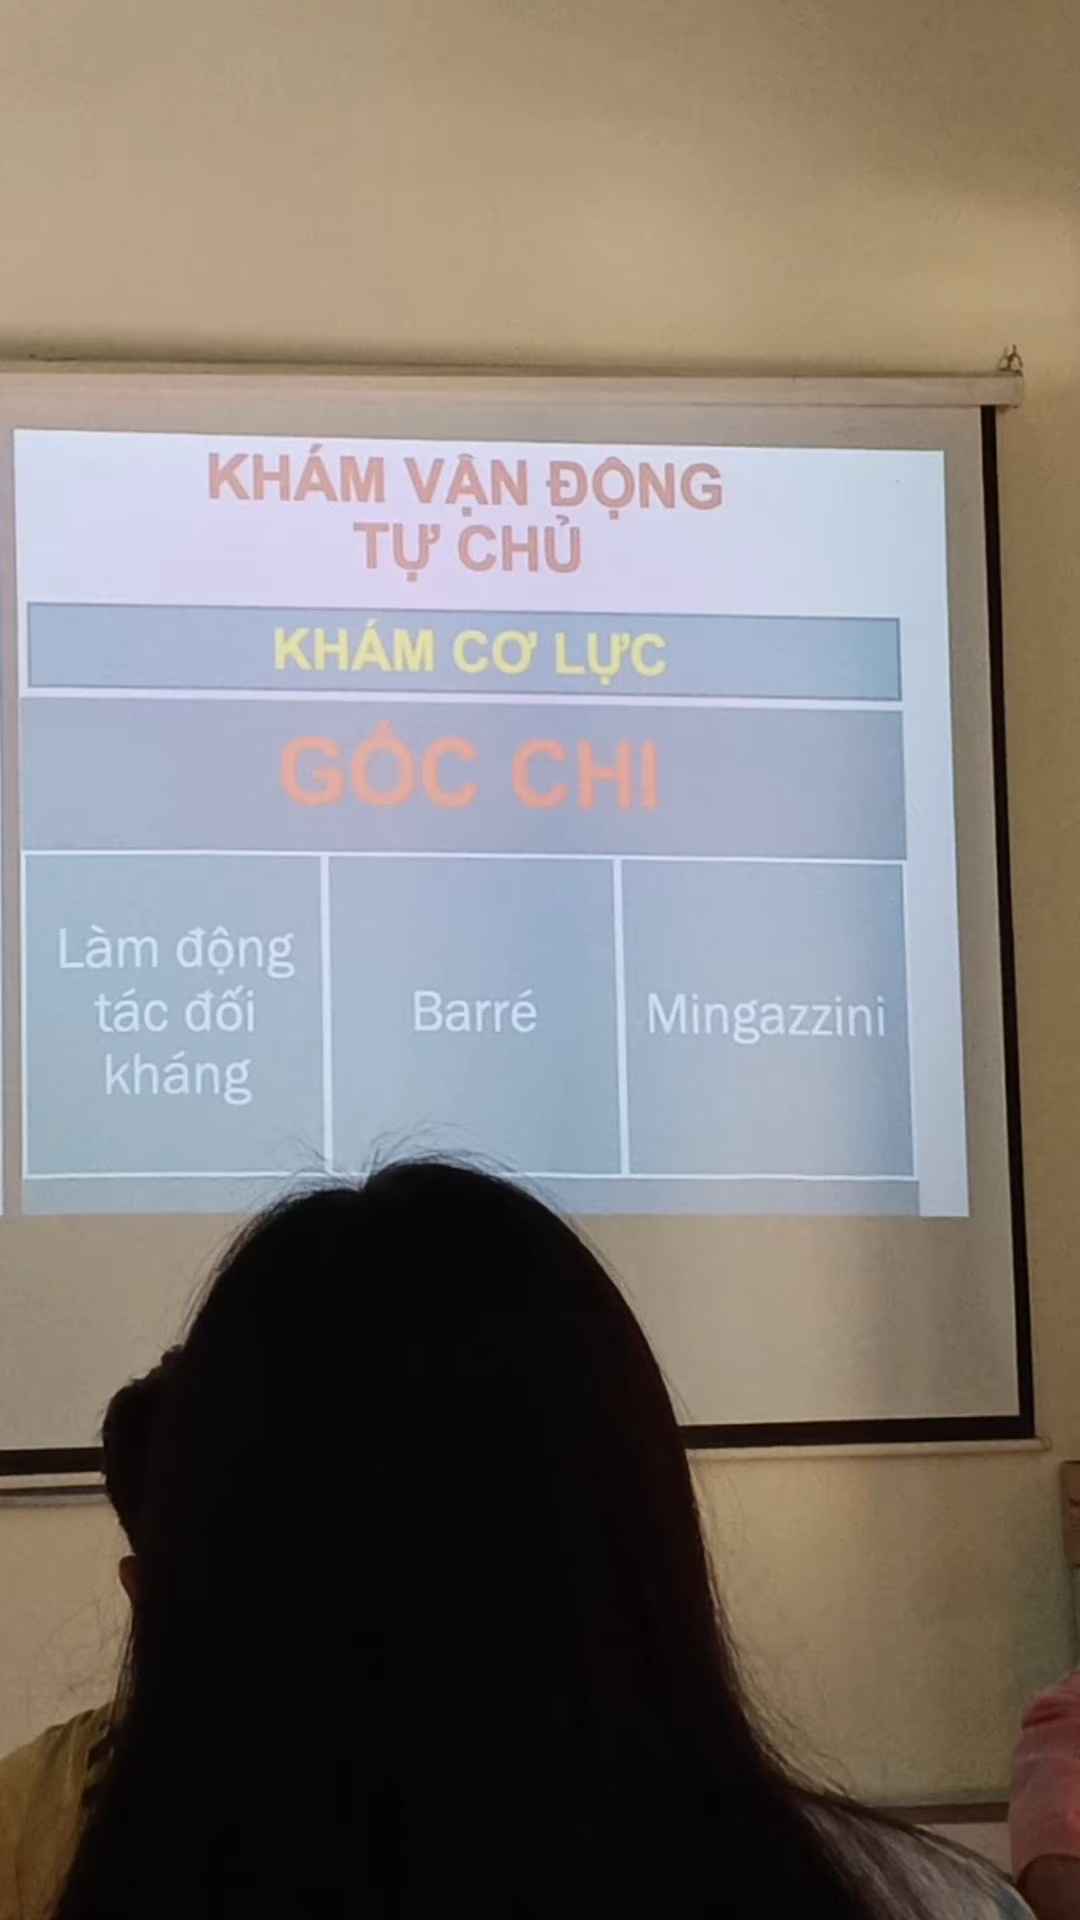 KHÁM VẬN ĐỘNG
TỰ CHỦ
KHÁM CƠ LỰC
GỐC CHI
Làm động
tác đối
kháng
Barré
Mingazzini